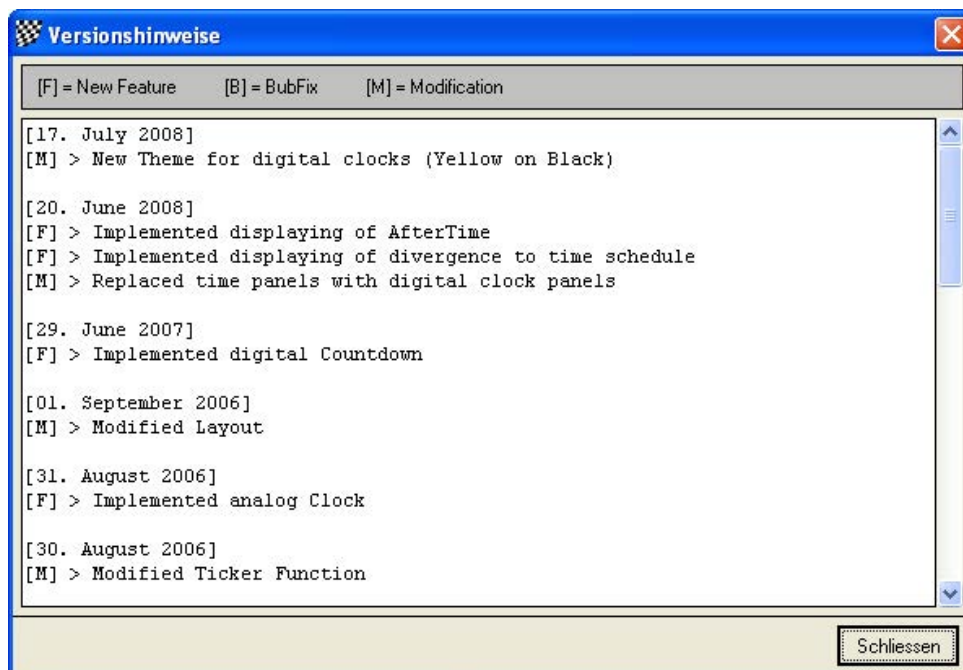 Versionshinweise
[F] = New Feature [B] = BubFix [M] = Modification
[17. July 2008]
[M] > New Theme for digital clocks (Yellow on Black)
[20. June 2008]
[F] > Implemented displaying of AfterTime
[F] > Implemented displaying of divergence to time schedule
[M] > Replaced time panels with digital clock panels
[29. June 2007]
[F] > Implemented digital Countdown
[01. September 2006]
[M] > Modified Layout
[31. August 2006]
[F] > Implemented analog Clock
[30. August 2006]
[M] > Modified Ticker Function
Schliessen